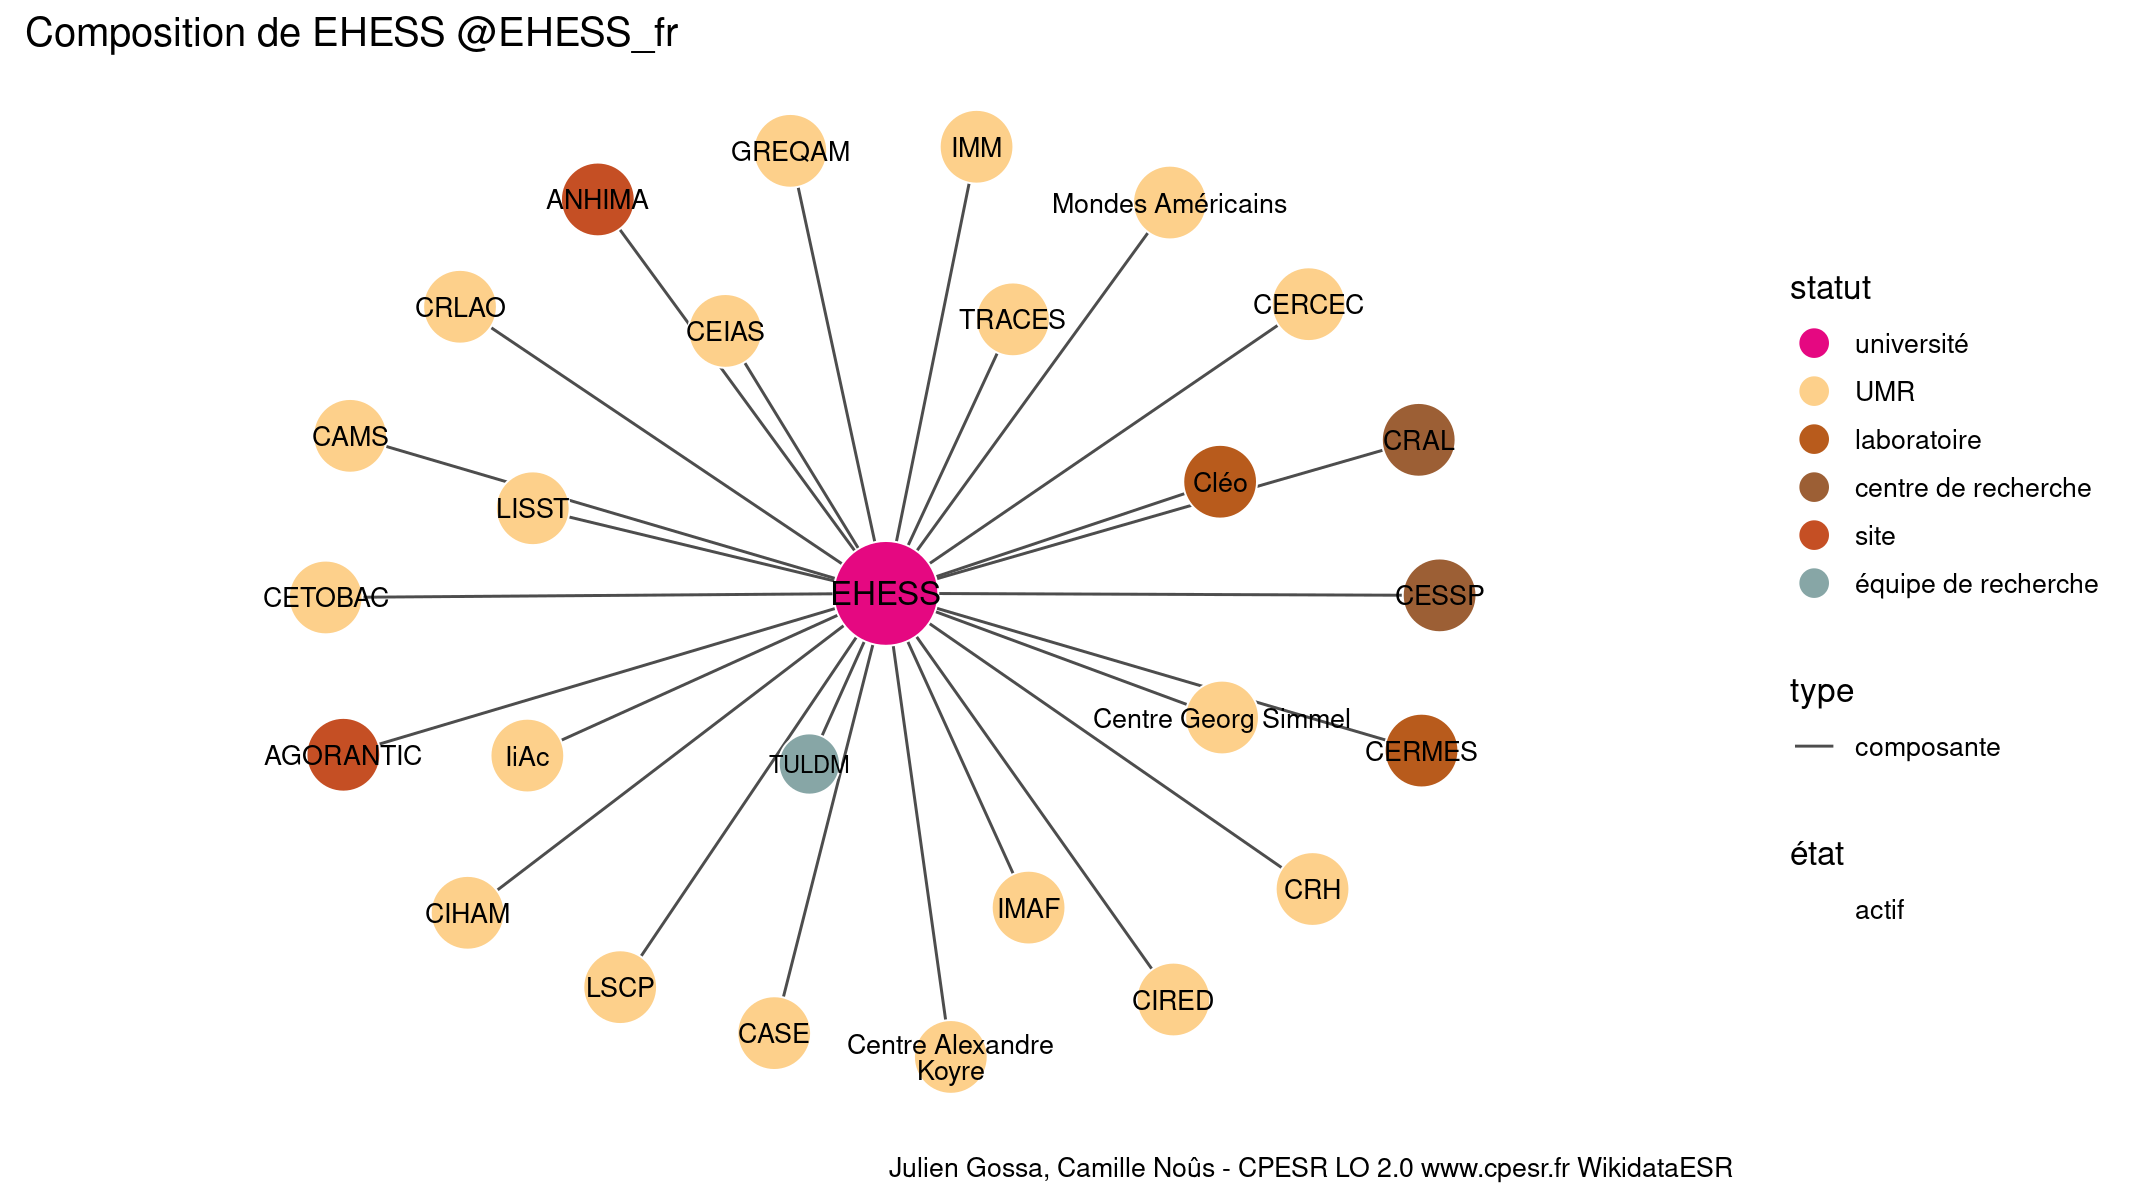 Composition de EHESS @EHESS_fr
GREQAM
IMM
ANHIMA
Mondes Américains
CRLAO
CEIAS
TRACES
CERCEC
CAMS
LISST
Cléo
CRAL
CETOBAC
EHESS
CESSP
AGORANTIC
IiAc
TULDM
Centre Georg Simmel
CERMES
CIHAM
IMAF
CRH
LSCP
CASE
Centre Alexandre
Koyre
CIRED
statut
université
UMR
laboratoire
centre de recherche
site
équipe de recherche
type
composante
état
actif
Julien Gossa, Camille Noûs - CPESR LO 2.0 www.cpesr.fr WikidataESR